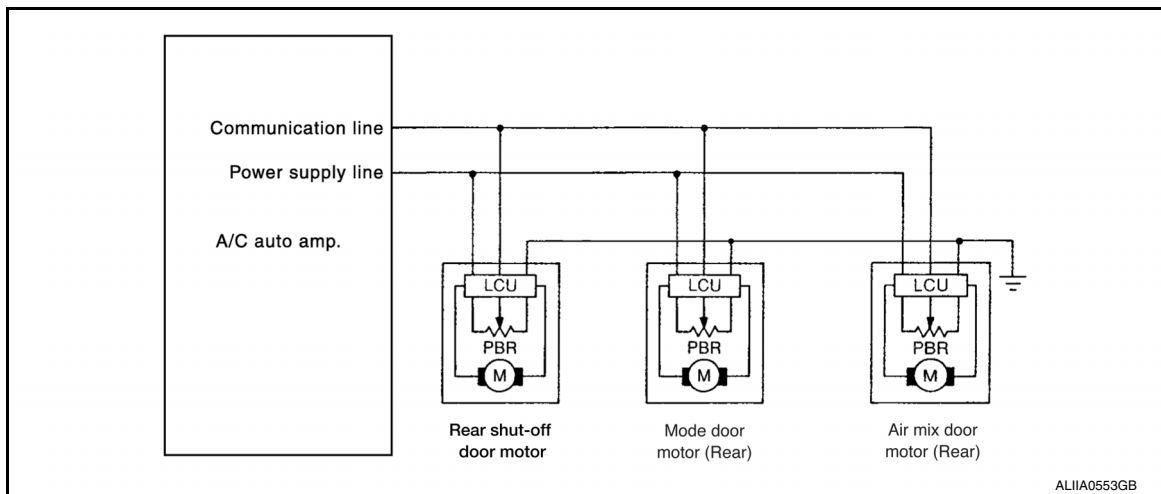 Communication line
Power supply line
A/C auto amp.
LCU
LCU
LCU
PBR
PBR
PBR
M
M
M
Rear shut-off
door motor
Mode door
motor (Rear)
Air mix door
motor (Rear)
ALIIA0553GB